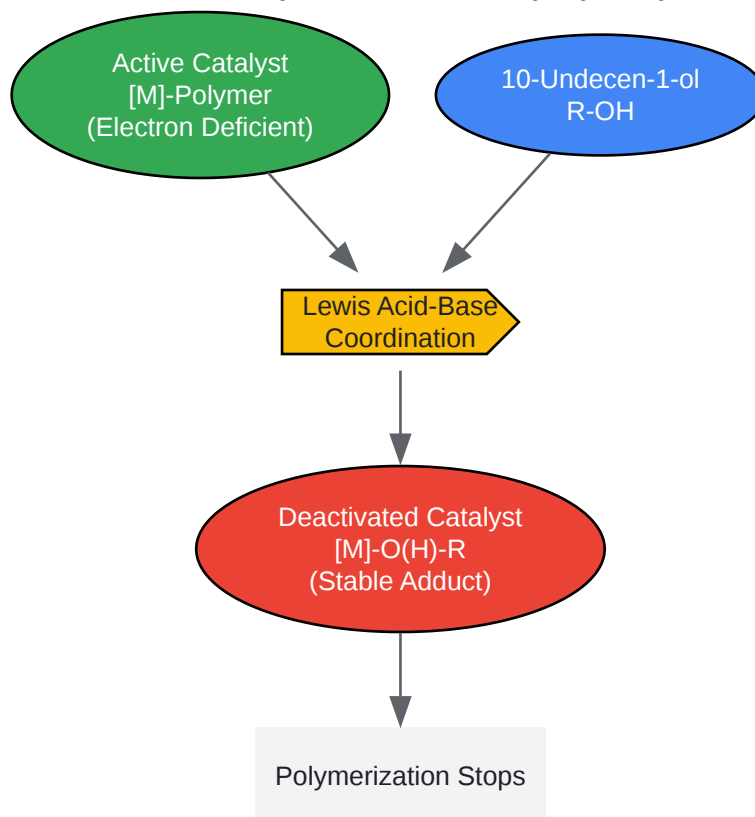 Active Catalyst
[M]-Polymer
(Electron Deficient)
10-Undecen-1-ol
R-OH
Lewis Acid-Base
Coordination
Deactivated Catalyst
[M]-O(H)-R
(Stable Adduct)
Polymerization Stops